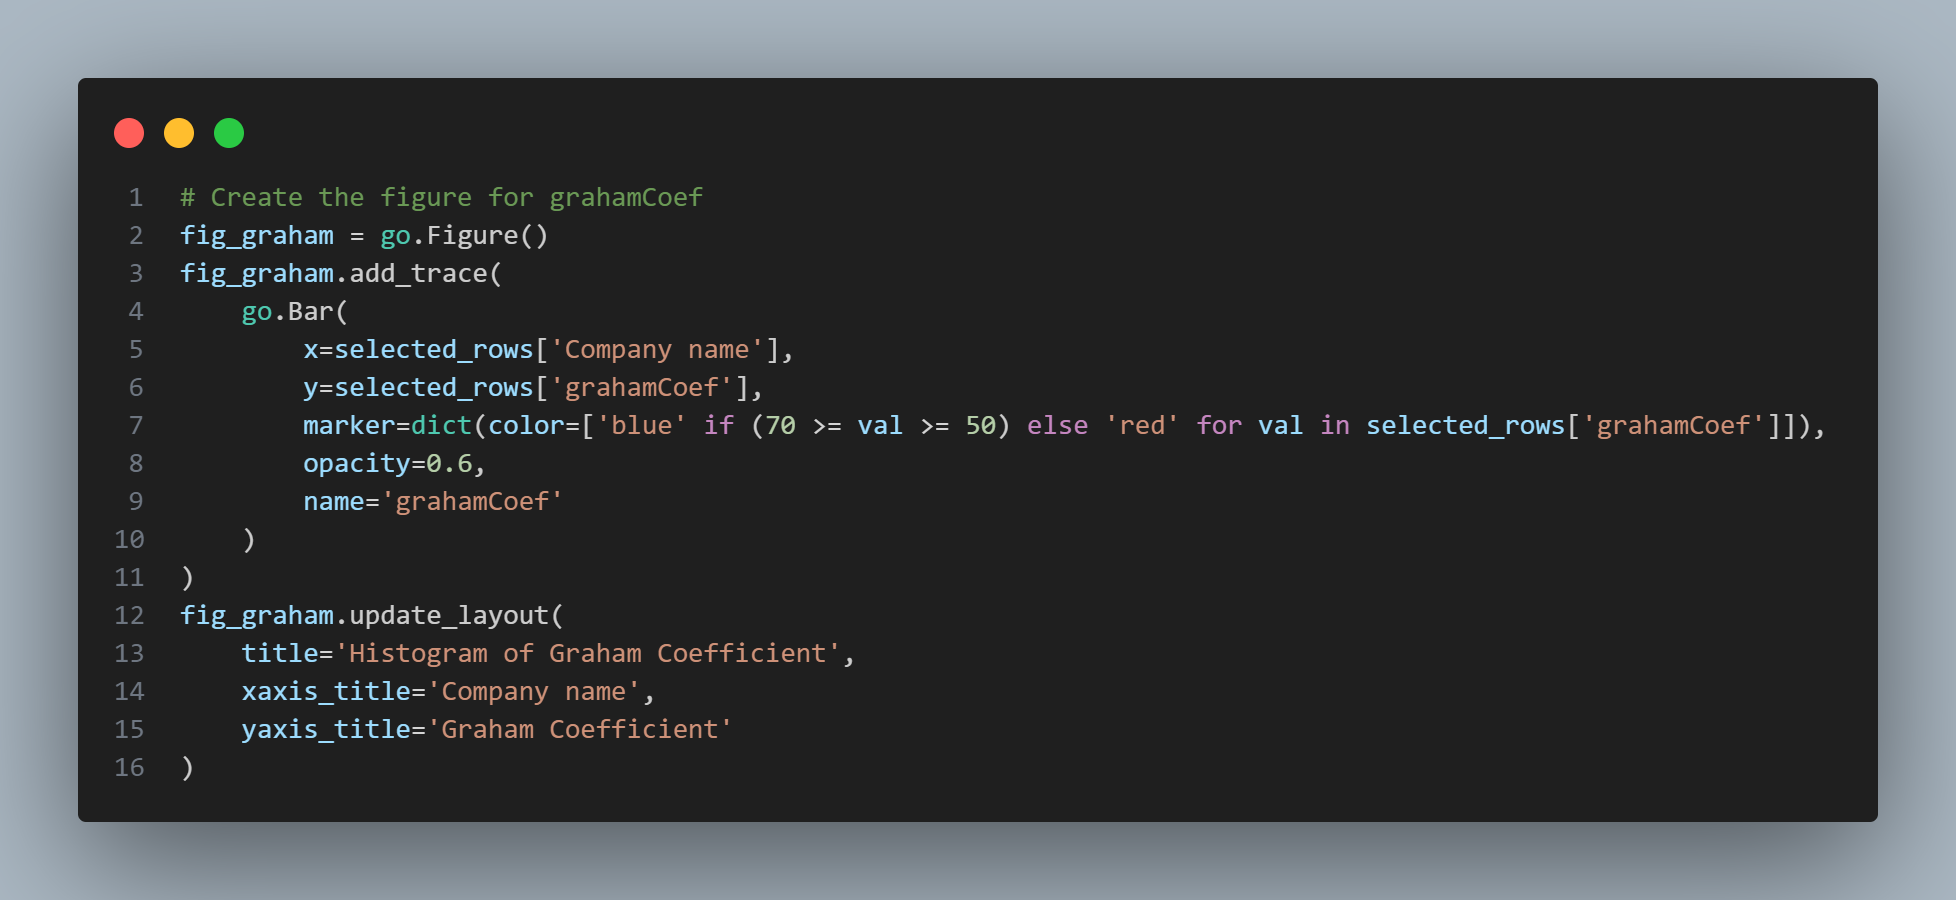 1 # Create the figure for grahamCoef
2 fig_graham = go.Figure()
3 fig_graham.add_trace(
4     go.Bar(
5         x=selected_rows['Company name'],
6         y=selected_rows['grahamCoef'],
7         marker=dict(color=['blue' if (70 >= val >= 50) else 'red' for val in selected_rows['grahamCoef']]),
8         opacity=0.6,
9         name='grahamCoef'
10     )
11 )
12 fig_graham.update_layout(
13     title='Histogram of Graham Coefficient',
14     xaxis_title='Company name',
15     yaxis_title='Graham Coefficient'
16 )